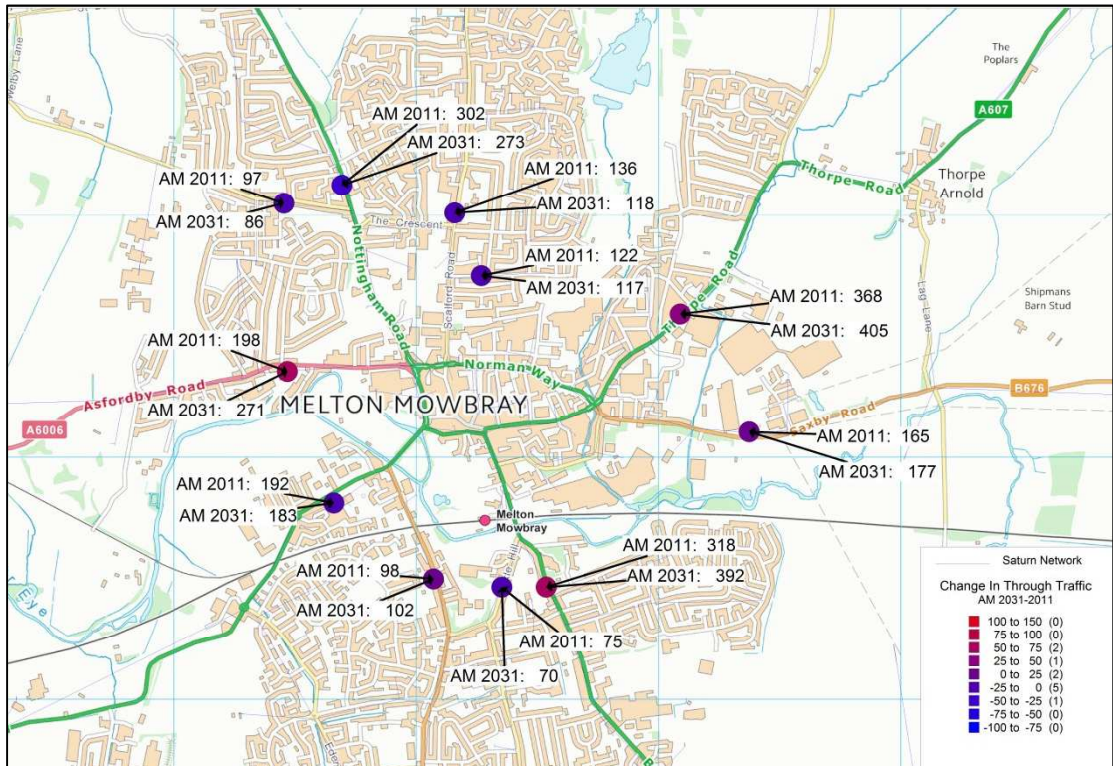 Welby Lane
The
Poplars
A607
Thorpe Road
Thorpe
Arnold
AM 2011: 302
AM 2031: 273
AM 2011: 97
AM 2031: 86
AM 2011: 136
AM 2031: 118
The Crescent
Nottingham Road
Scalford Road
AM 2011: 122
AM 2031: 117
Thorpe Road
AM 2011: 368
AM 2031: 405
Lag Lane
Shipmans
Barn Stud
AM 2011: 198
AM 2031: 271
Asfordby Road
A6006
Norman Way
MELTON MOWBRAY
B676
Saxby Road
AM 2011: 165
AM 2031: 177
AM 2011: 192
AM 2031: 183
Melton
Mowbray
AM 2011: 318
AM 2031: 392
AM 2011: 98
AM 2031: 102
AM 2011: 75
AM 2031: 70
Eye
Saturn Network
Change In Through Traffic
AM 2031-2011
100 to 150 (0)
75 to 100 (0)
50 to 75 (2)
25 to 50 (1)
0 to 25 (2)
-25 to 0 (5)
-50 to -25 (1)
-75 to -50 (0)
-100 to -75 (0)